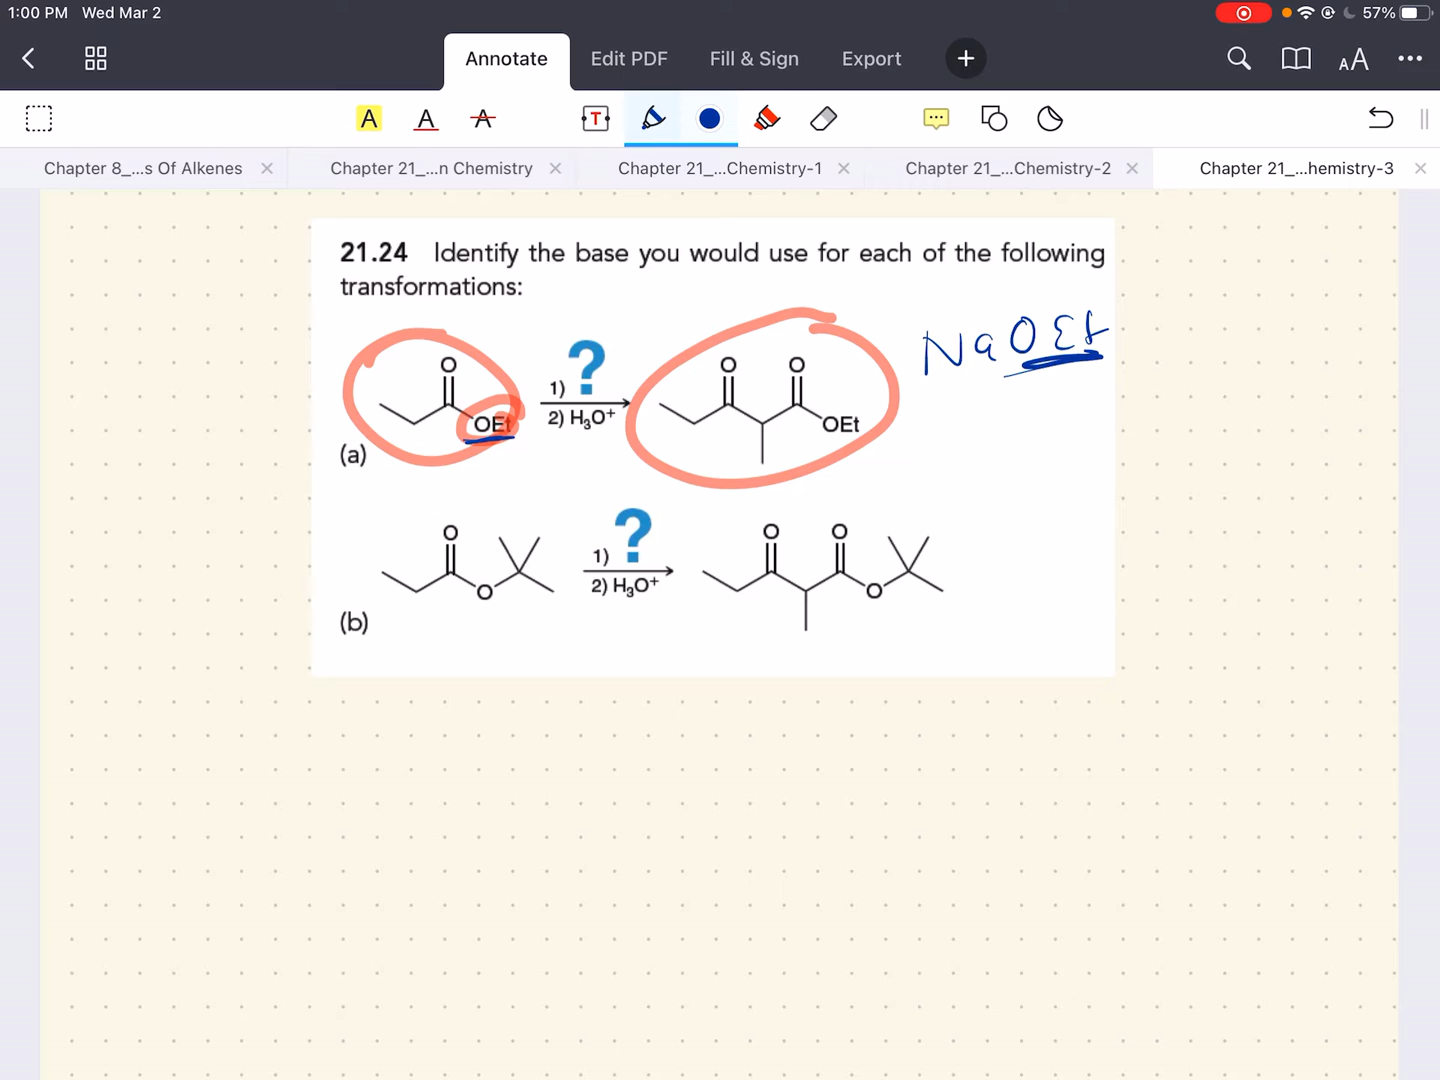 1:00 PM Wed Mar 2
57%
Annotate Edit PDF Fill & Sign Export +
AA
A A A T
Chapter 8_...s Of Alkenes × Chapter 21_...n Chemistry × Chapter 21_...Chemistry-1 × Chapter 21_...Chemistry-2 × Chapter 21_...hemistry-3 ×
21.24 Identify the base you would use for each of the following
transformations:
NaOEt
O ? O O
1)
OEt 2) H₃O⁺ OEt
(a)
O ? O O
1)
O 2) H₃O⁺ O
(b)